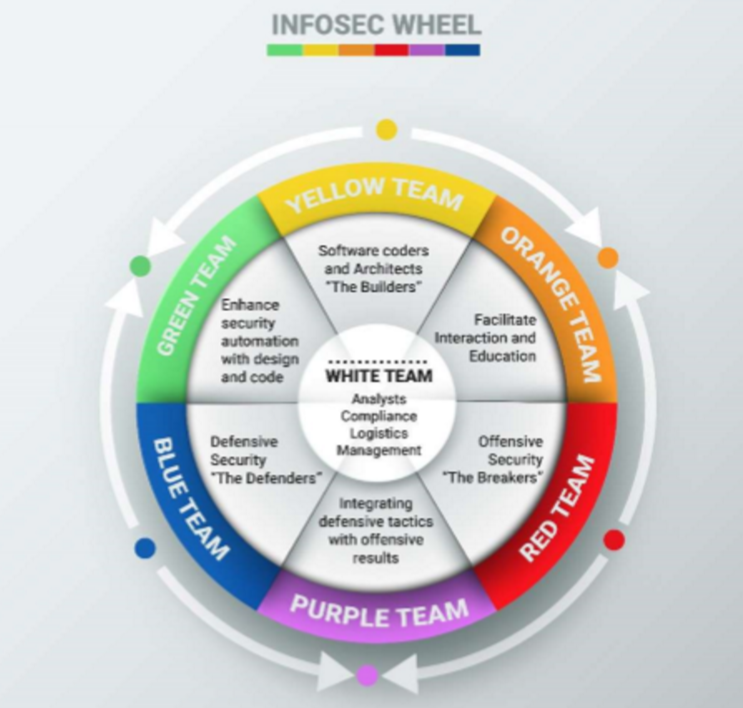 INFOSEC WHEEL
YELLOW TEAM
Software coders
and Architects
"The Builders"
ORANGE TEAM
Facilitate
Interaction and
Education
RED TEAM
Offensive
Security
"The Breakers"
PURPLE TEAM
Integrating
defensive tactics
with offensive
results
BLUE TEAM
Defensive
Security
"The Defenders"
GREEN TEAM
Enhance
security
automation
with design
and code
WHITE TEAM
Analysts
Compliance
Logistics
Management